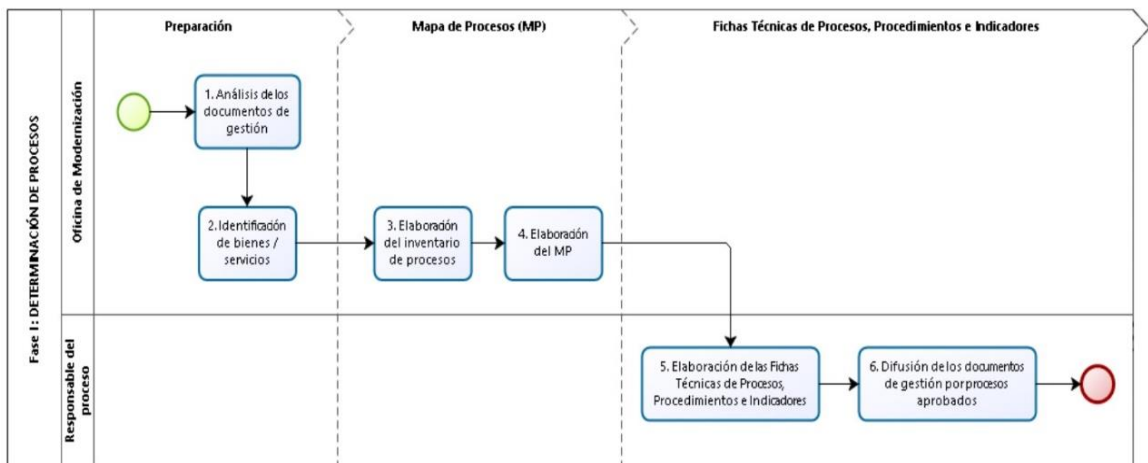 Preparación
Mapa de Procesos (MP)
Fichas Técnicas de Procesos, Procedimientos e Indicadores
Fase I: DETERMINACIÓN DE PROCESOS
Oficina de Modernización
1. Análisis de los
documentos de
gestión
2. Identificación
de bienes /
servicios
3. Elaboración
del inventario
de procesos
4. Elaboración
del MP
Responsable del
proceso
5. Elaboración de las Fichas
Técnicas de Procesos,
Procedimientos e Indicadores
6. Difusión de los documentos
de gestión por procesos
aprobados